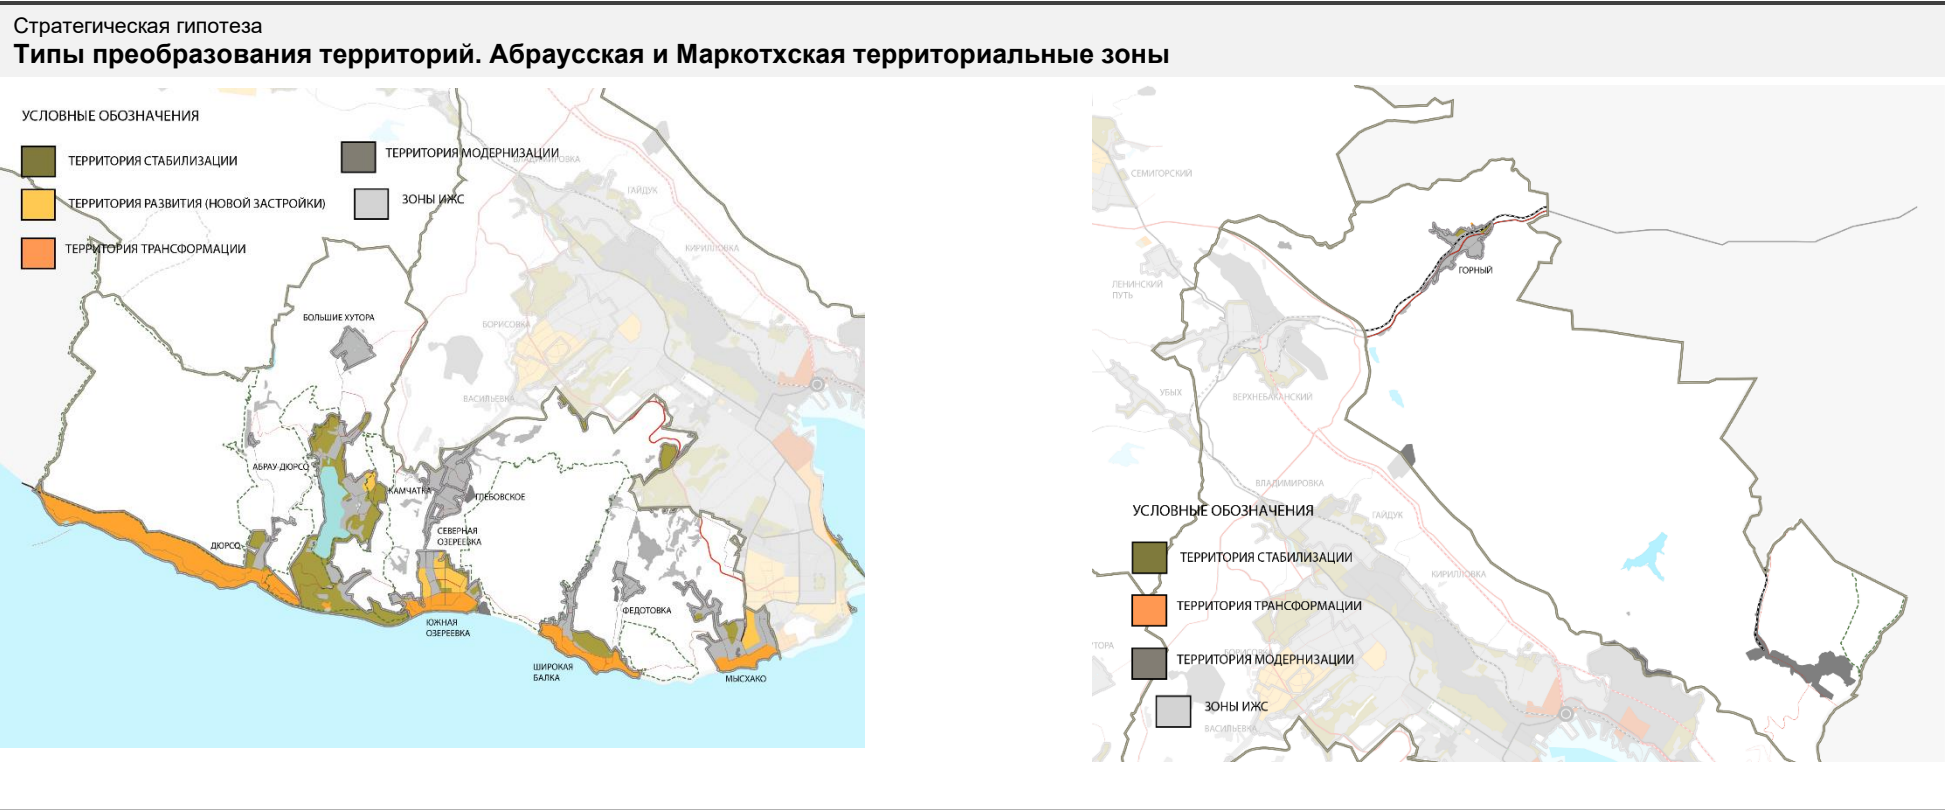 Стратегическая гипотеза
Типы преобразования территорий. Абраусская и Маркотхская территориальные зоны
УСЛОВНЫЕ ОБОЗНАЧЕНИЯ
ТЕРРИТОРИЯ СТАБИЛИЗАЦИИ
ТЕРРИТОРИЯ МОДЕРНИЗАЦИИ
ТЕРРИТОРИЯ РАЗВИТИЯ (НОВОЙ ЗАСТРОЙКИ)
ЗОНЫ ИЖС
ТЕРРИТОРИЯ ТРАНСФОРМАЦИИ
ВЛАДИМИРОВКА
ГАЙДУК
КИРИЛЛОВКА
БОЛЬШИЕ ХУТОРА
БОРИСОВКА
ВАСИЛЬЕВКА
АБРАУ-ДЮРСО
КАМЧАТКА
ГЛЕБОВСКОЕ
СЕВЕРНАЯ
ОЗЕРЕЕВКА
ДЮРСО
ФЕДОТОВКА
ЮЖНАЯ
ОЗЕРЕЕВКА
ШИРОКАЯ
БАЛКА
МЫСХАКО
СЕМИГОРСКИЙ
ГОРНЫЙ
ЛЕНИНСКИЙ
ПУТЬ
УБЫХ
ВЕРХНЕБАКАНСКИЙ
ВЛАДИМИРОВКА
УСЛОВНЫЕ ОБОЗНАЧЕНИЯ
ГАЙДУК
ТЕРРИТОРИЯ СТАБИЛИЗАЦИИ
КИРИЛЛОВКА
ТЕРРИТОРИЯ ТРАНСФОРМАЦИИ
УТОРА
БОРИСОВКА
ТЕРРИТОРИЯ МОДЕРНИЗАЦИИ
ЗОНЫ ИЖС
ВАСИЛЬЕВКА